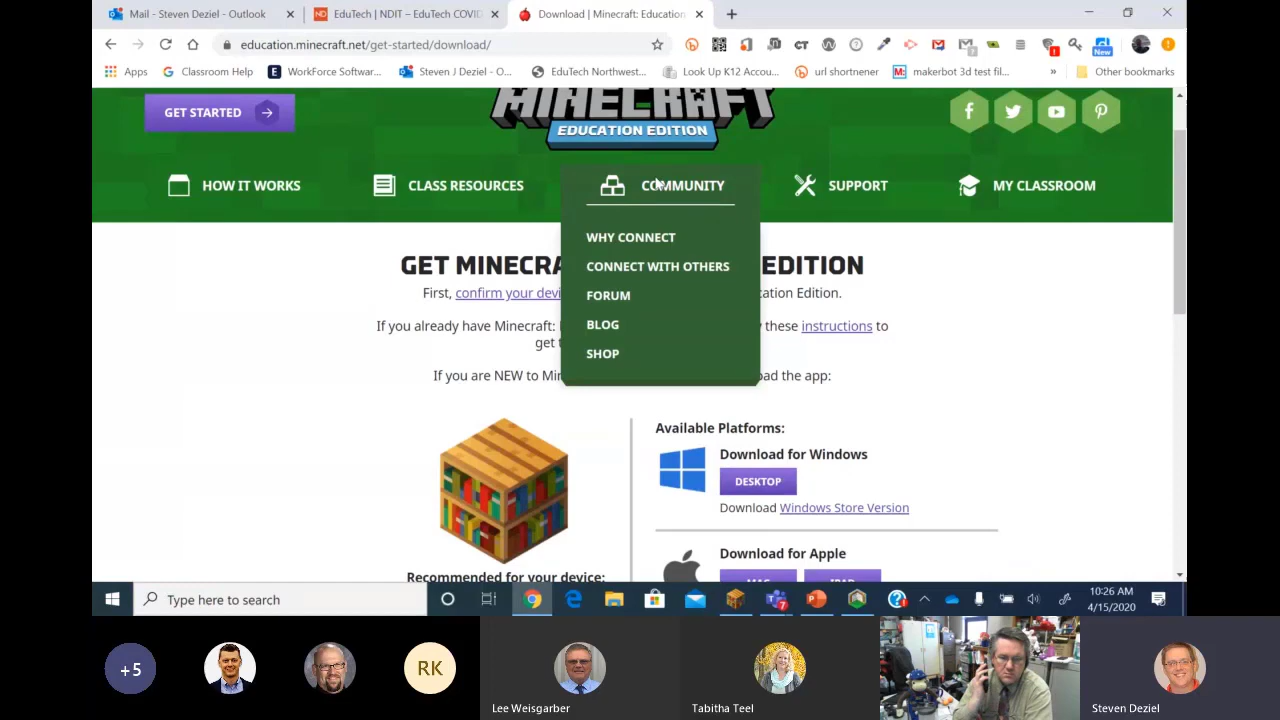 Mail - Steven Deziel - Outlook
EduTech | NDIT – EduTech COVID
Download | Minecraft: Education
education.minecraft.net/get-started/download/
New
Apps
Classroom Help
WorkForce Softwar...
Steven J Deziel - O...
EduTech Northwest...
Look Up K12 Accou...
url shortnener
makerbot 3d test fil...
»
Other bookmarks
GET STARTED
MINECRAFT
EDUCATION EDITION
HOW IT WORKS
CLASS RESOURCES
COMMUNITY
SUPPORT
MY CLASSROOM
WHY CONNECT
CONNECT WITH OTHERS
FORUM
BLOG
SHOP
GET MINECRA EDITION
First, confirm your devi cation Edition.
If you already have Minecraft: these instructions to
get t
If you are NEW to Min oad the app:
Available Platforms:
Download for Windows
DESKTOP
Download Windows Store Version
Download for Apple
MAC
IPAD
Recommended for your device:
Type here to search
10:26 AM
4/15/2020
+5
RK
Lee Weisgarber
Tabitha Teel
Steven Deziel